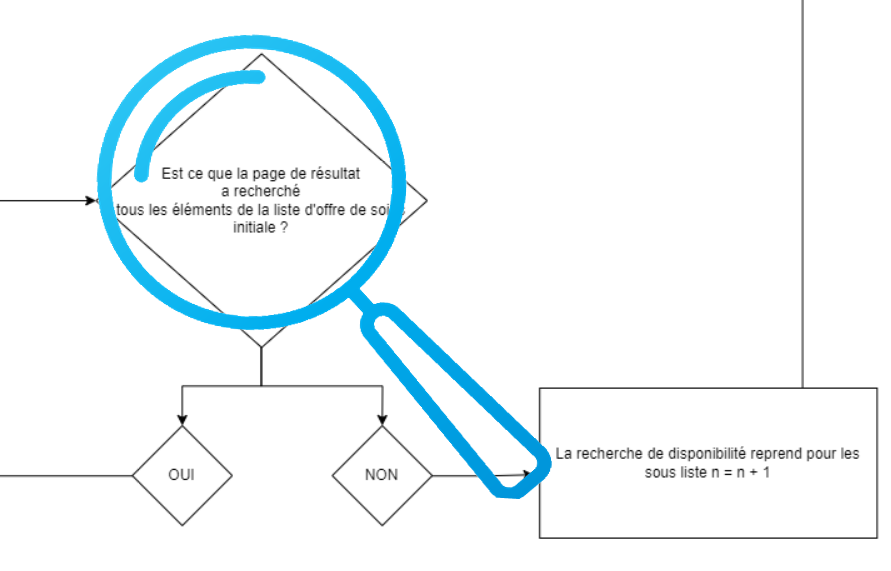 Est ce que la page de résultat
a recherché
tous les éléments de la liste d'offre de
initiale ?
OUI
NON
La recherche de disponibilité reprend pour les
sous liste n = n + 1